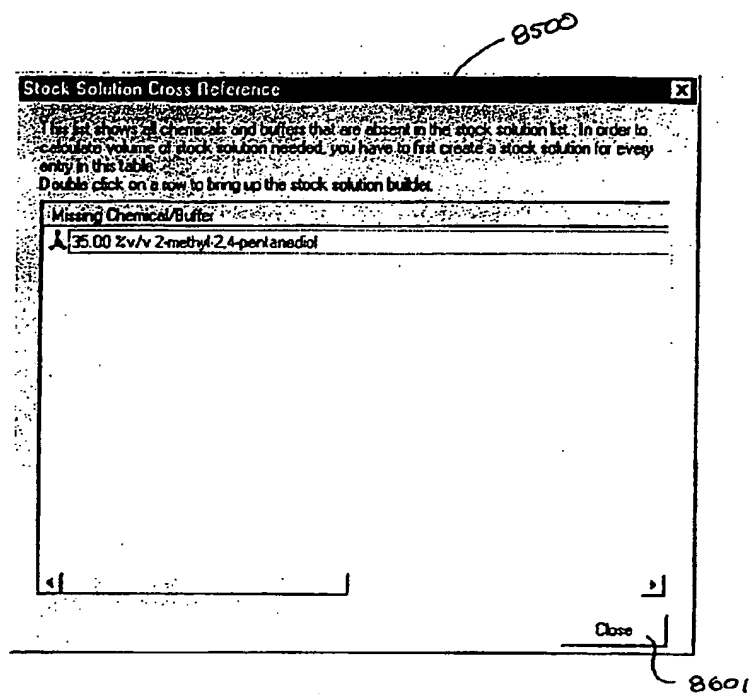 8500
Stock Solution Cross Reference
This list shows all chemicals and buffers that are absent in the stock solution list. In order to
calculate volume of stock solution needed, you have to first create a stock solution for every
entry in this table.
Double click on a row to bring up the stock solution builder.
Missing Chemical/Buffer
35.00 %v/v 2-methyl-2,4-pentanediol
Close
8601